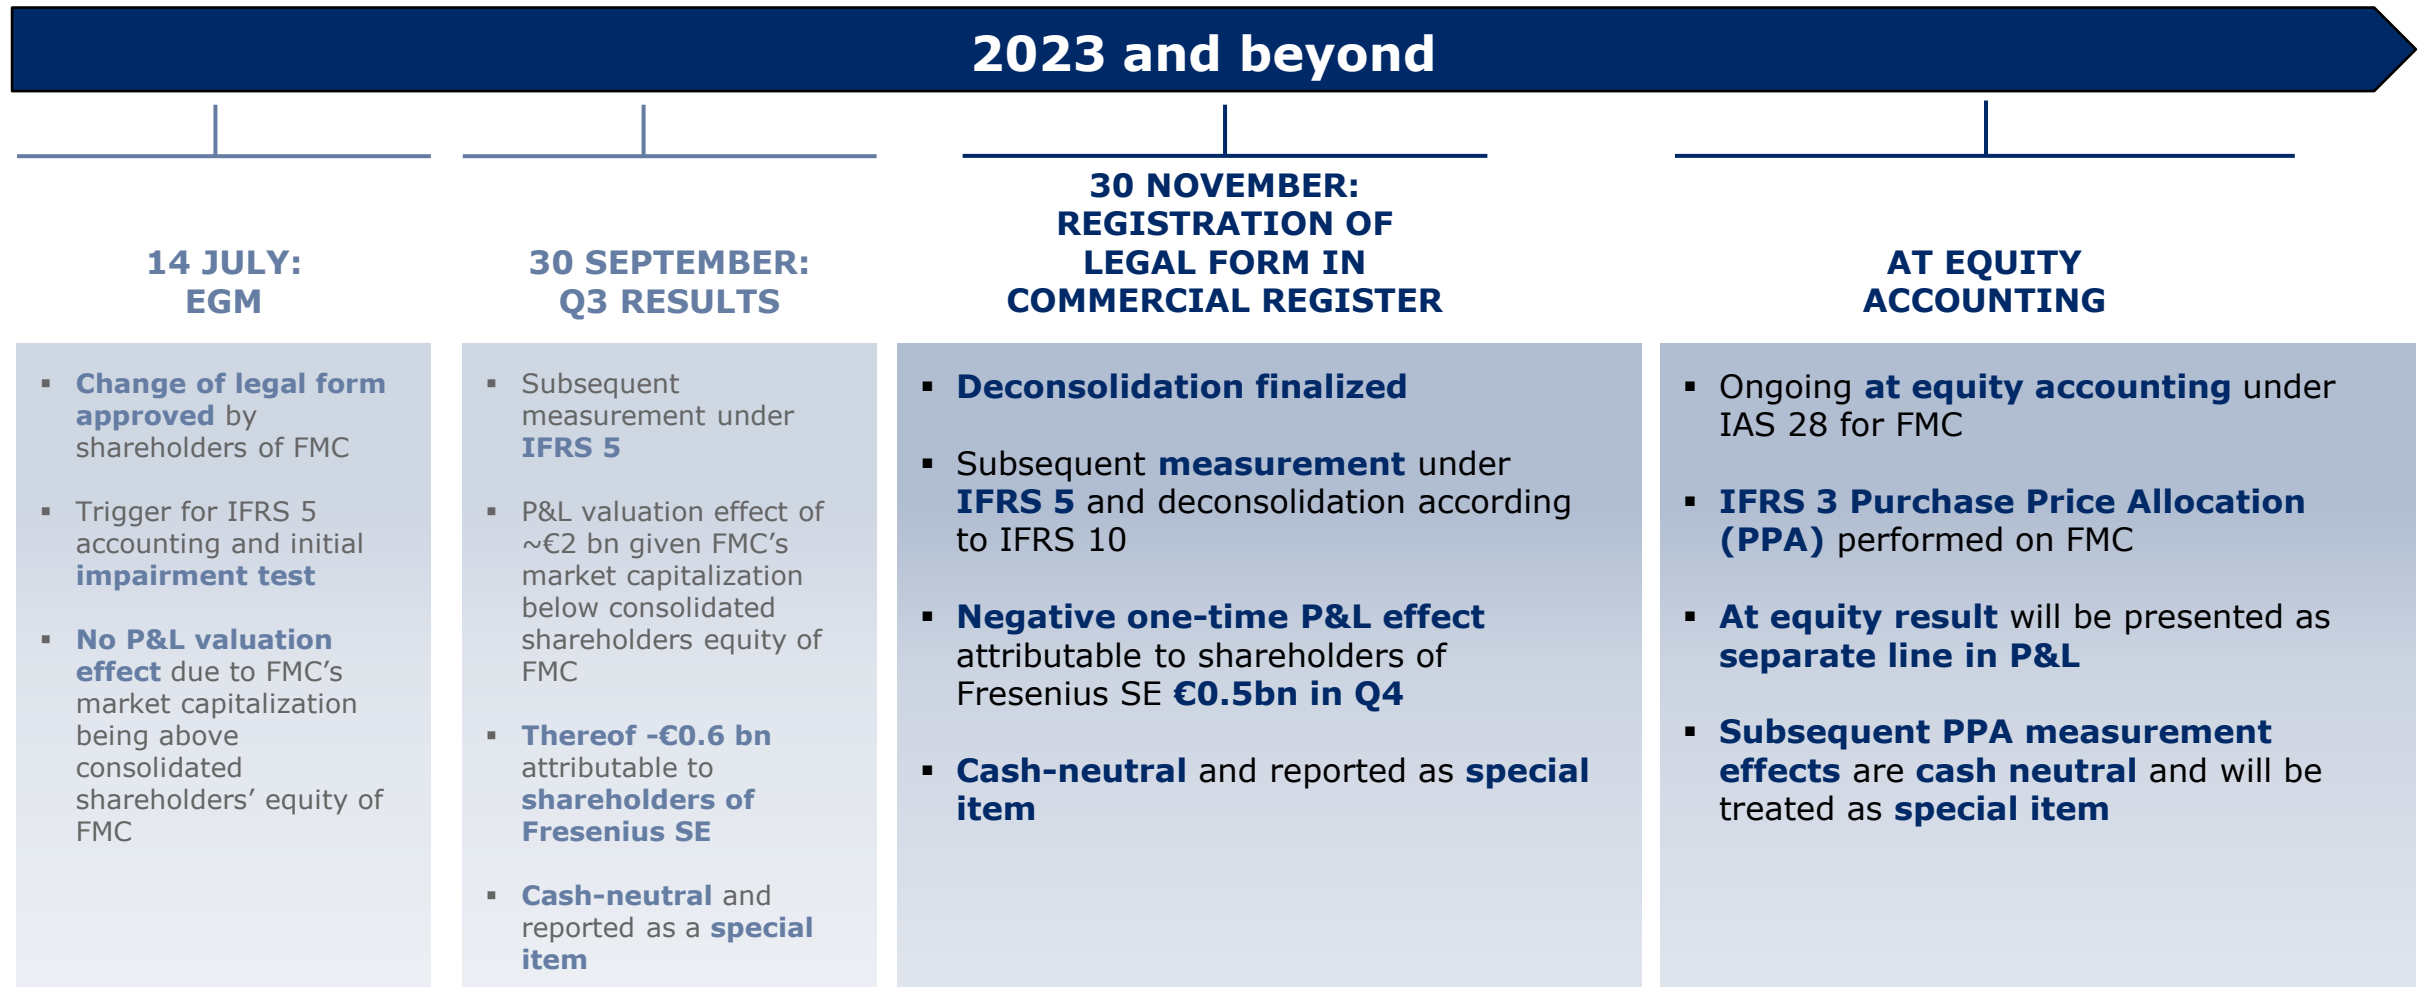 2023 and beyond
14 JULY:
EGM
▪ Change of legal form
approved by
shareholders of FMC
▪ Trigger for IFRS 5
accounting and initial
impairment test
▪ No P&L valuation
effect due to FMC’s
market capitalization
being above
consolidated
shareholders’ equity of
FMC
30 SEPTEMBER:
Q3 RESULTS
▪ Subsequent
measurement under
IFRS 5
▪ P&L valuation effect of
~€2 bn given FMC’s
market capitalization
below consolidated
shareholders equity of
FMC
▪ Thereof -€0.6 bn
attributable to
shareholders of
Fresenius SE
▪ Cash-neutral and
reported as a special
item
30 NOVEMBER:
REGISTRATION OF
LEGAL FORM IN
COMMERCIAL REGISTER
▪ Deconsolidation finalized
▪ Subsequent measurement under
IFRS 5 and deconsolidation according
to IFRS 10
▪ Negative one-time P&L effect
attributable to shareholders of
Fresenius SE €0.5bn in Q4
▪ Cash-neutral and reported as special
item
AT EQUITY
ACCOUNTING
▪ Ongoing at equity accounting under
IAS 28 for FMC
▪ IFRS 3 Purchase Price Allocation
(PPA) performed on FMC
▪ At equity result will be presented as
separate line in P&L
▪ Subsequent PPA measurement
effects are cash neutral and will be
treated as special item